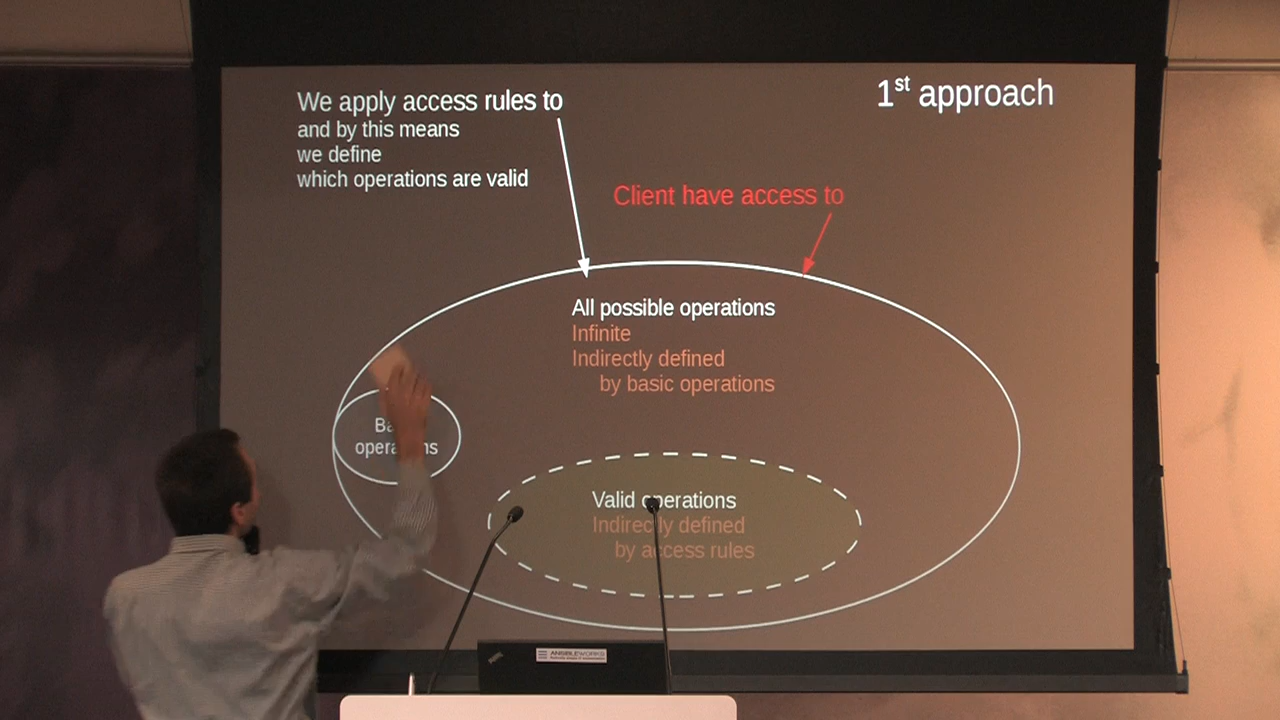 We apply access rules to
and by this means
we define
which operations are valid
1st approach
Client have access to
All possible operations
Infinite
Indirectly defined
by basic operations
Valid operations
Indirectly defined
by access rules
ANSIBLEWORKS